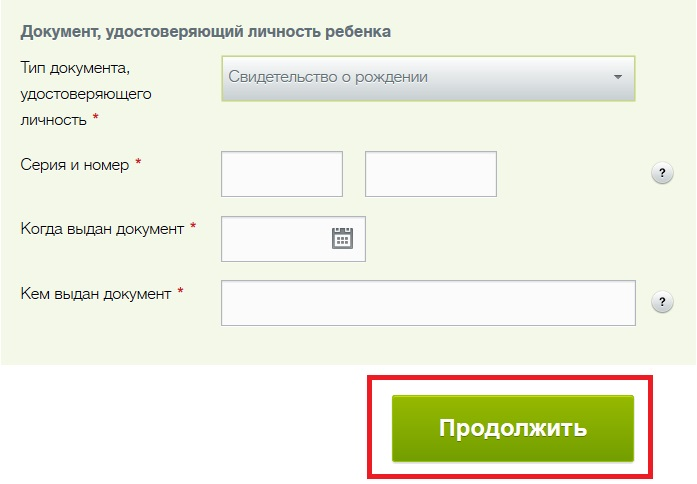 Документ, удостоверяющий личность ребенка
Тип документа,
удостоверяющего
личность *
Свидетельство о рождении
Серия и номер *
?
Когда выдан документ *
Кем выдан документ *
?
Продолжить